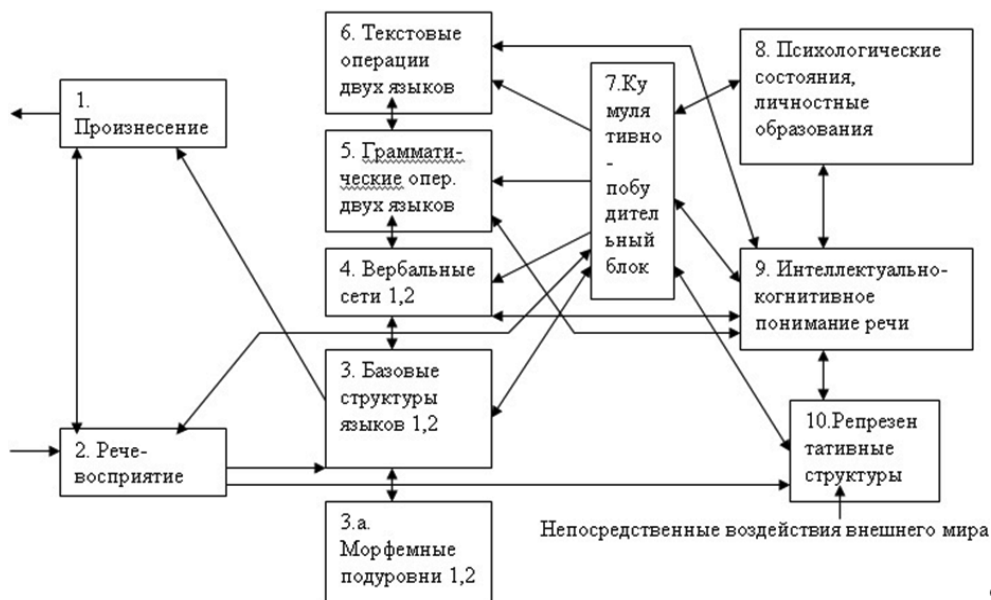 1.
Произнесение
2. Рече-
восприятие
6. Текстовые
операции
двух языков
5. Граммати-
ческие опер.
двух языков
4. Вербальные
сети 1,2
3. Базовые
структуры
языков 1,2
3.а.
Морфемные
подуровни 1,2
7.Ку
муля
тивно
-
побу
дител
ьный
блок
8. Психологические
состояния,
личностные
образования
9. Интеллектуально-
когнитивное
понимание речи
10.Репрезен
тативные
структуры
Непосредственные воздействия внешнего мира